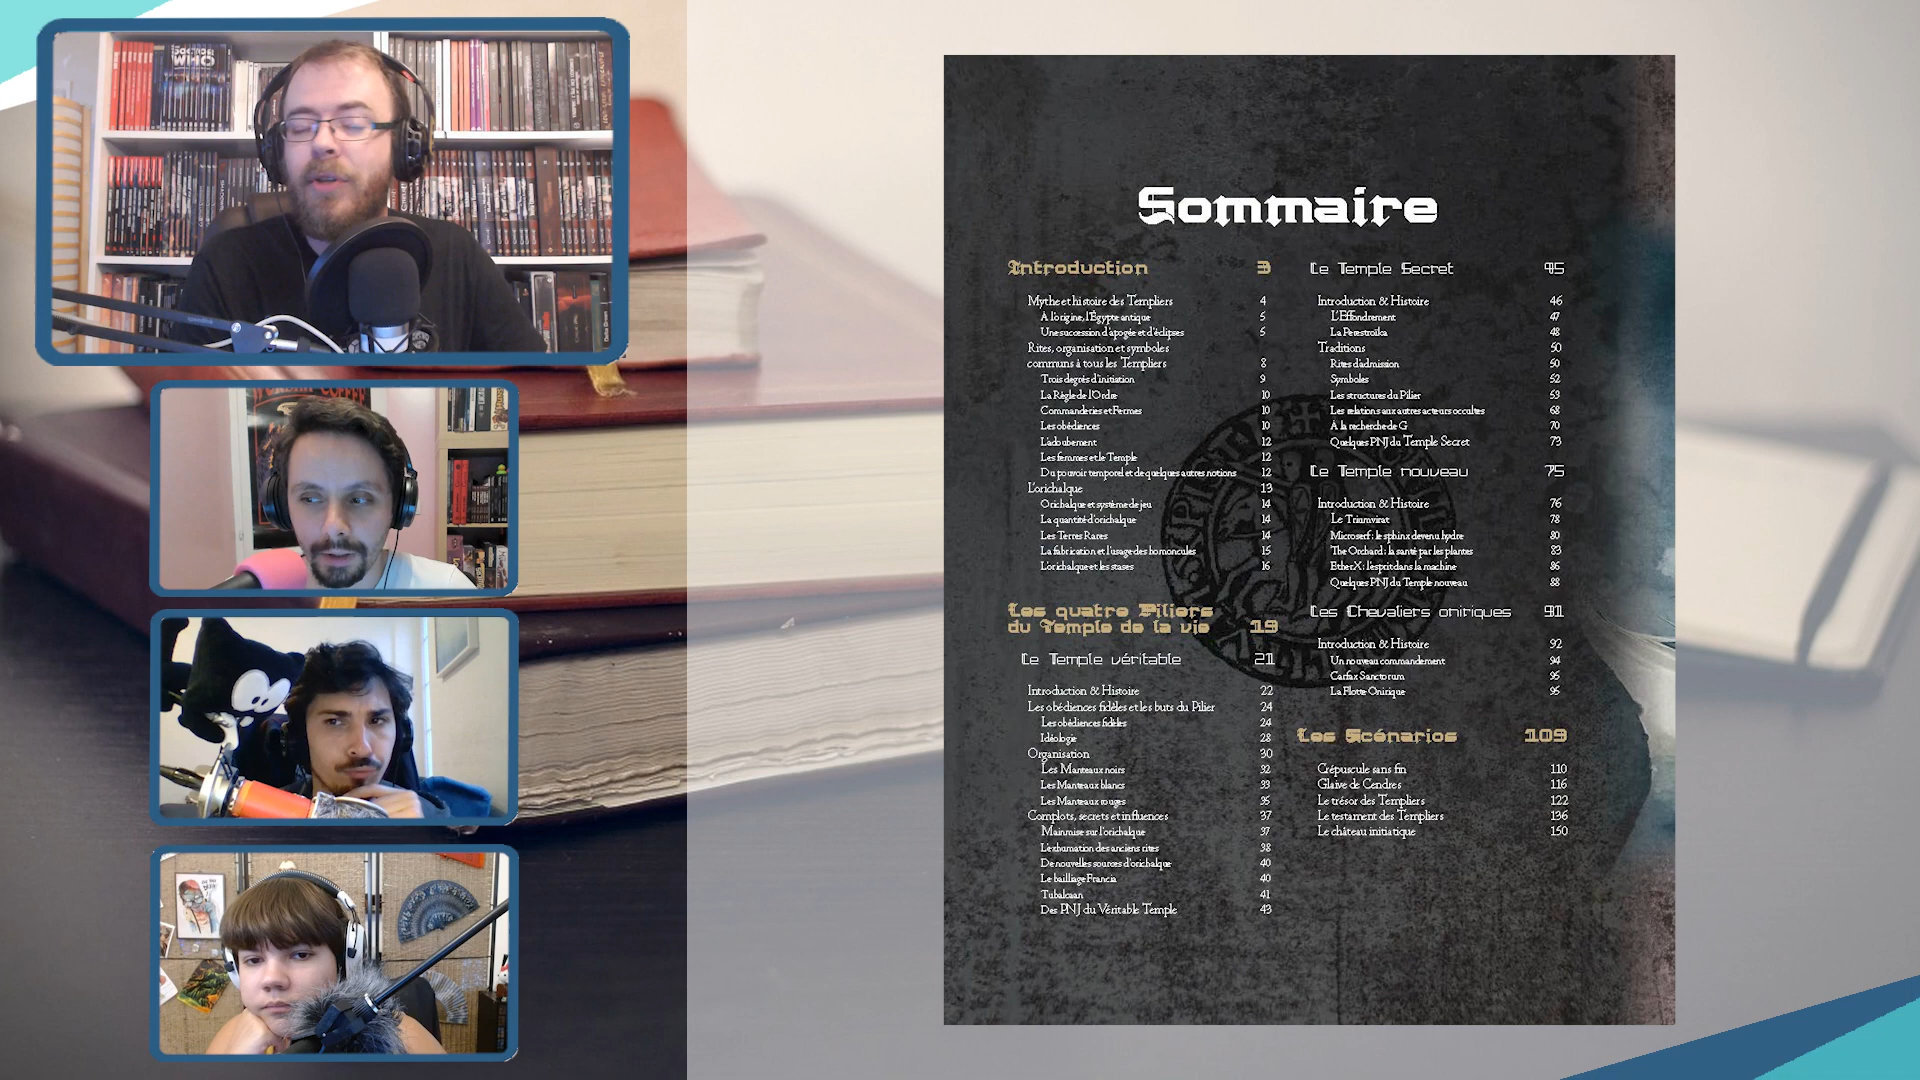 DOCTOR
WHO
Sommaire
Introduction 3
Mythe et histoire des Templiers 4
À l'origine, l'Égypte antique 5
Une succession d'apogée et d'éclipses 5
Rites, organisation et symboles
communs à tous les Templiers 8
Trois degrés d'initiation 9
La Règle de l'Ordre 10
Commanderies et Fermes 10
Les obédiences 10
L'adoubement 12
Les femmes et le Temple 12
Du pouvoir temporel et de quelques autres notions 12
L'orichalque 13
Orichalque et système de jeu 14
La quantité d'orichalque 14
Les Terres Rares 14
La fabrication et l'usage des homoncules 15
L'orichalque et les stases 16
Les quatre Piliers
du Temple de la vie 19
Le Temple véritable 21
Introduction & Histoire 22
Les obédiences fidèles et les buts du Pilier 24
Les obédiences fidèles 24
Idéologie 28
Organisation 30
Les Manteaux noirs 32
Les Manteaux blancs 33
Les Manteaux rouges 35
Complots, secrets et influences 37
Mainmise sur l'orichalque 37
L'exhumation des anciens rites 38
De nouvelles sources d'orichalque 40
Le bailliage Francia 40
Tubalcaan 41
Des PNJ du Véritable Temple 43
Le Temple Secret 45
Introduction & Histoire 46
L'Effondrement 47
La Perestroïka 48
Traditions 50
Rites d'admission 50
Symboles 52
Les structures du Pilier 53
Les relations aux autres acteurs occultes 68
À la recherche de G 70
Quelques PNJ du Temple Secret 73
Le Temple nouveau 75
Introduction & Histoire 76
Le Triumvirat 78
Microserf : le sphinx devenu hydre 80
The Orchard : la santé par les plantes 83
EtherX : l'esprit dans la machine 86
Quelques PNJ du Temple nouveau 88
Les Chevaliers oniriques 91
Introduction & Histoire 92
Un nouveau commandement 94
Carfax Sanctorum 95
La Flotte Onirique 95
Les Scénarios 109
Crépuscule sans fin 110
Glaive de Cendres 116
Le trésor des Templiers 122
Le testament des Templiers 136
Le château initiatique 150